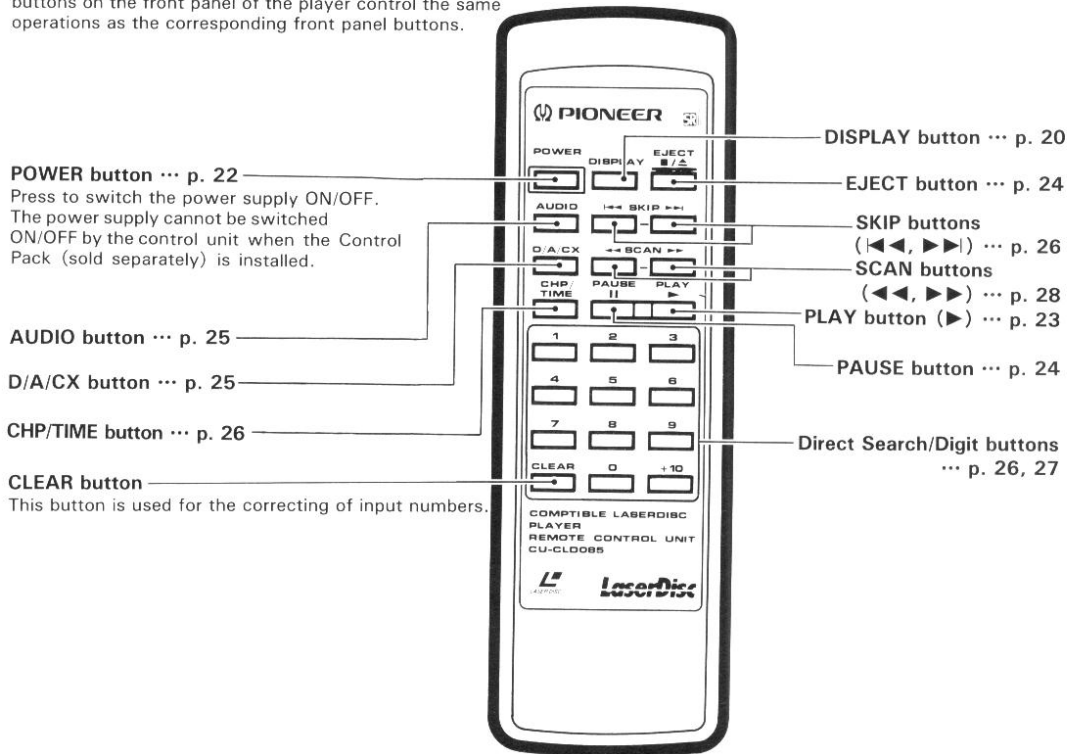 buttons on the front panel of the player control the same
operations as the corresponding front panel buttons.
POWER button ··· p. 22
Press to switch the power supply ON/OFF.
The power supply cannot be switched
ON/OFF by the control unit when the Control
Pack (sold separately) is installed.
AUDIO button ··· p. 25
D/A/CX button ··· p. 25
CHP/TIME button ··· p. 26
CLEAR button
This button is used for the correcting of input numbers.
PIONEER SR
POWER DISPLAY EJECT
■/▲
AUDIO |◄◄ SKIP ►►|
D/A/CX ◄◄ SCAN ►►
CHP/ PAUSE PLAY
TIME II ►
1 2 3
4 5 6
7 8 9
CLEAR 0 +10
COMPTIBLE LASERDISC
PLAYER
REMOTE CONTROL UNIT
CU-CLD085
LASERDISC LaserDisc
DISPLAY button ··· p. 20
EJECT button ··· p. 24
SKIP buttons
(|◄◄, ►►|) ··· p. 26
SCAN buttons
(◄◄, ►►) ··· p. 28
PLAY button (►) ··· p. 23
PAUSE button ··· p. 24
Direct Search/Digit buttons
··· p. 26, 27